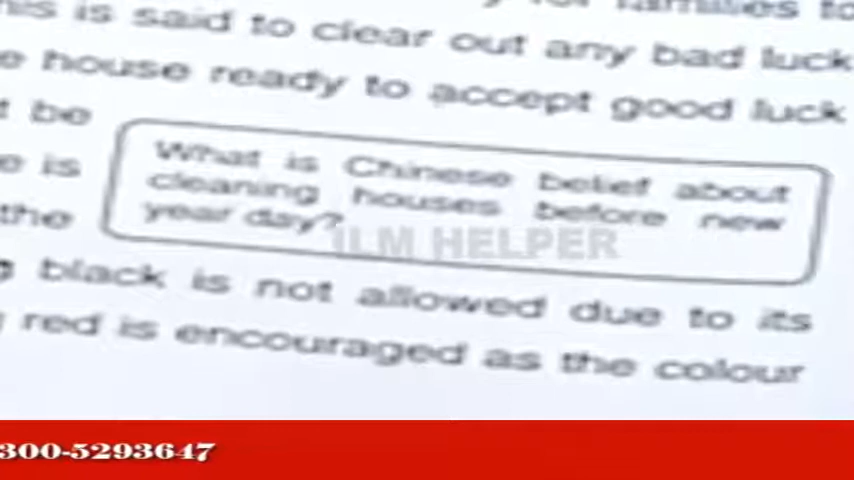 is said to clear out any bad luck
house ready to accept good luck
be
What is Chinese belief about
is
cleaning houses before new
the
year day?
ILM HELPER
black is not allowed due to its
red is encouraged as the colour
300-5293647